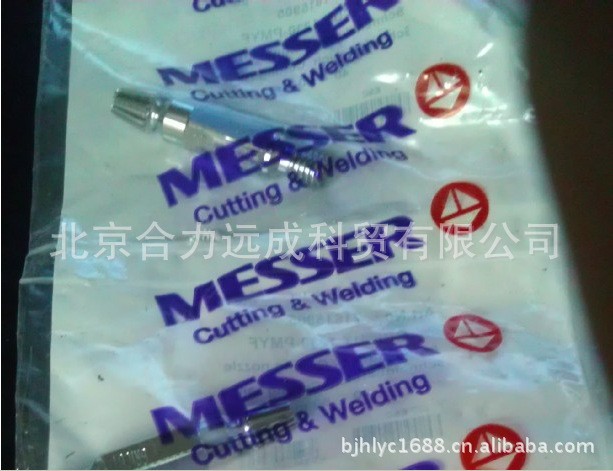 MESSER
Cutting & Welding
MESSER
Cutting & Welding
北京合力远成科贸有限公司
MESSER
Cutting & Welding
MESSER
Cutting & Welding
bjhlyc1688.cn.alibaba.com